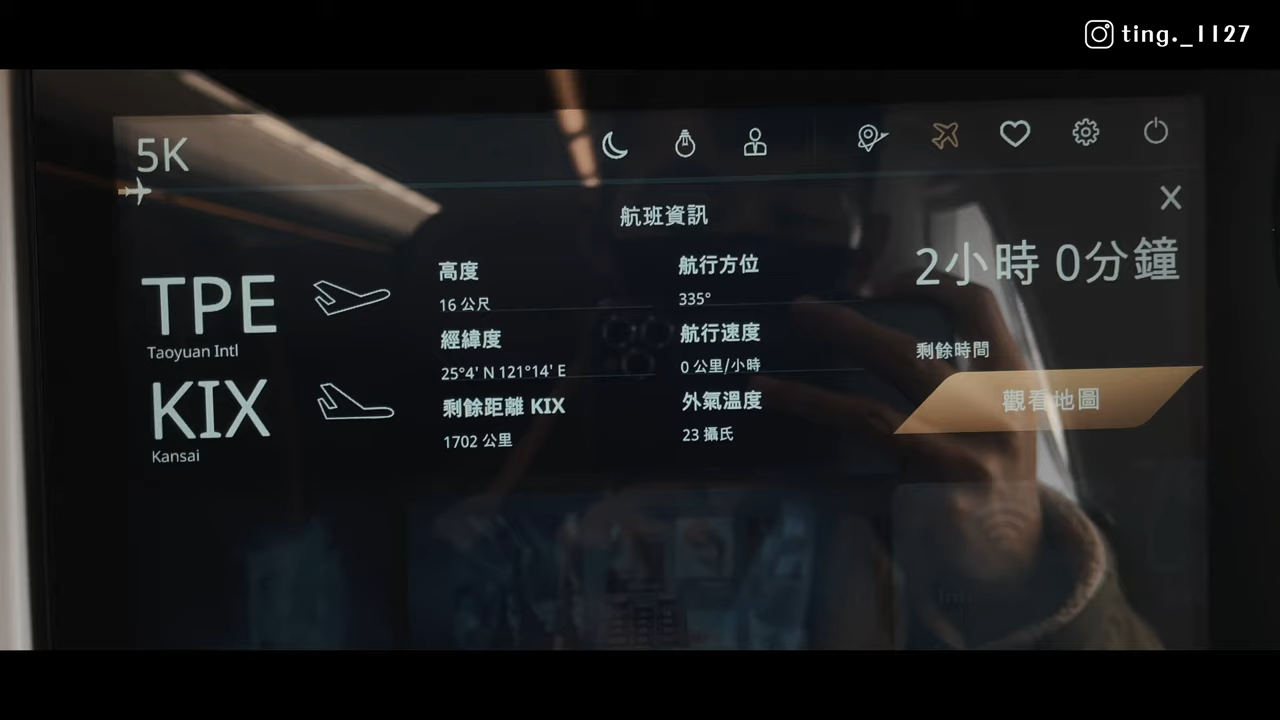 ting._1127
5K
航班資訊
TPE
Taoyuan Intl
KIX
Kansai
高度
16 公尺
經緯度
25°4' N 121°14' E
剩餘距離 KIX
1702 公里
航行方位
335°
航行速度
0 公里/小時
外氣溫度
23 攝氏
2小時 0分鐘
剩餘時間
觀看地圖